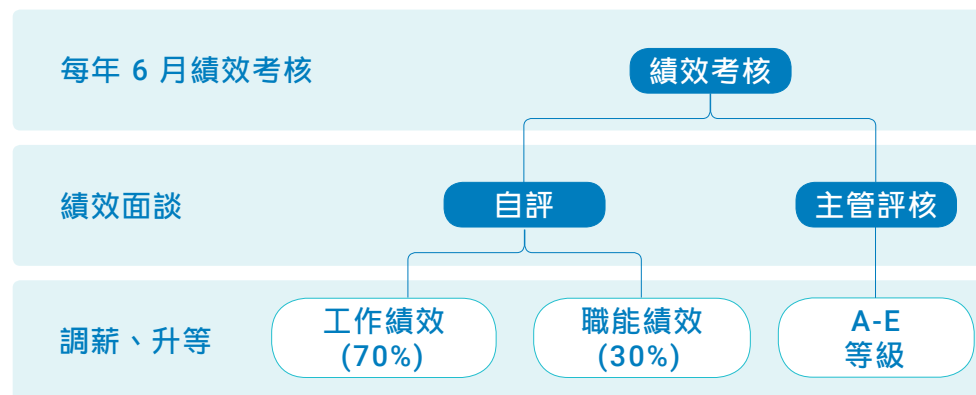 每年 6 月績效考核
績效考核
績效面談
自評
主管評核
調薪、升等
工作績效
(70%)
職能績效
(30%)
A-E
等級